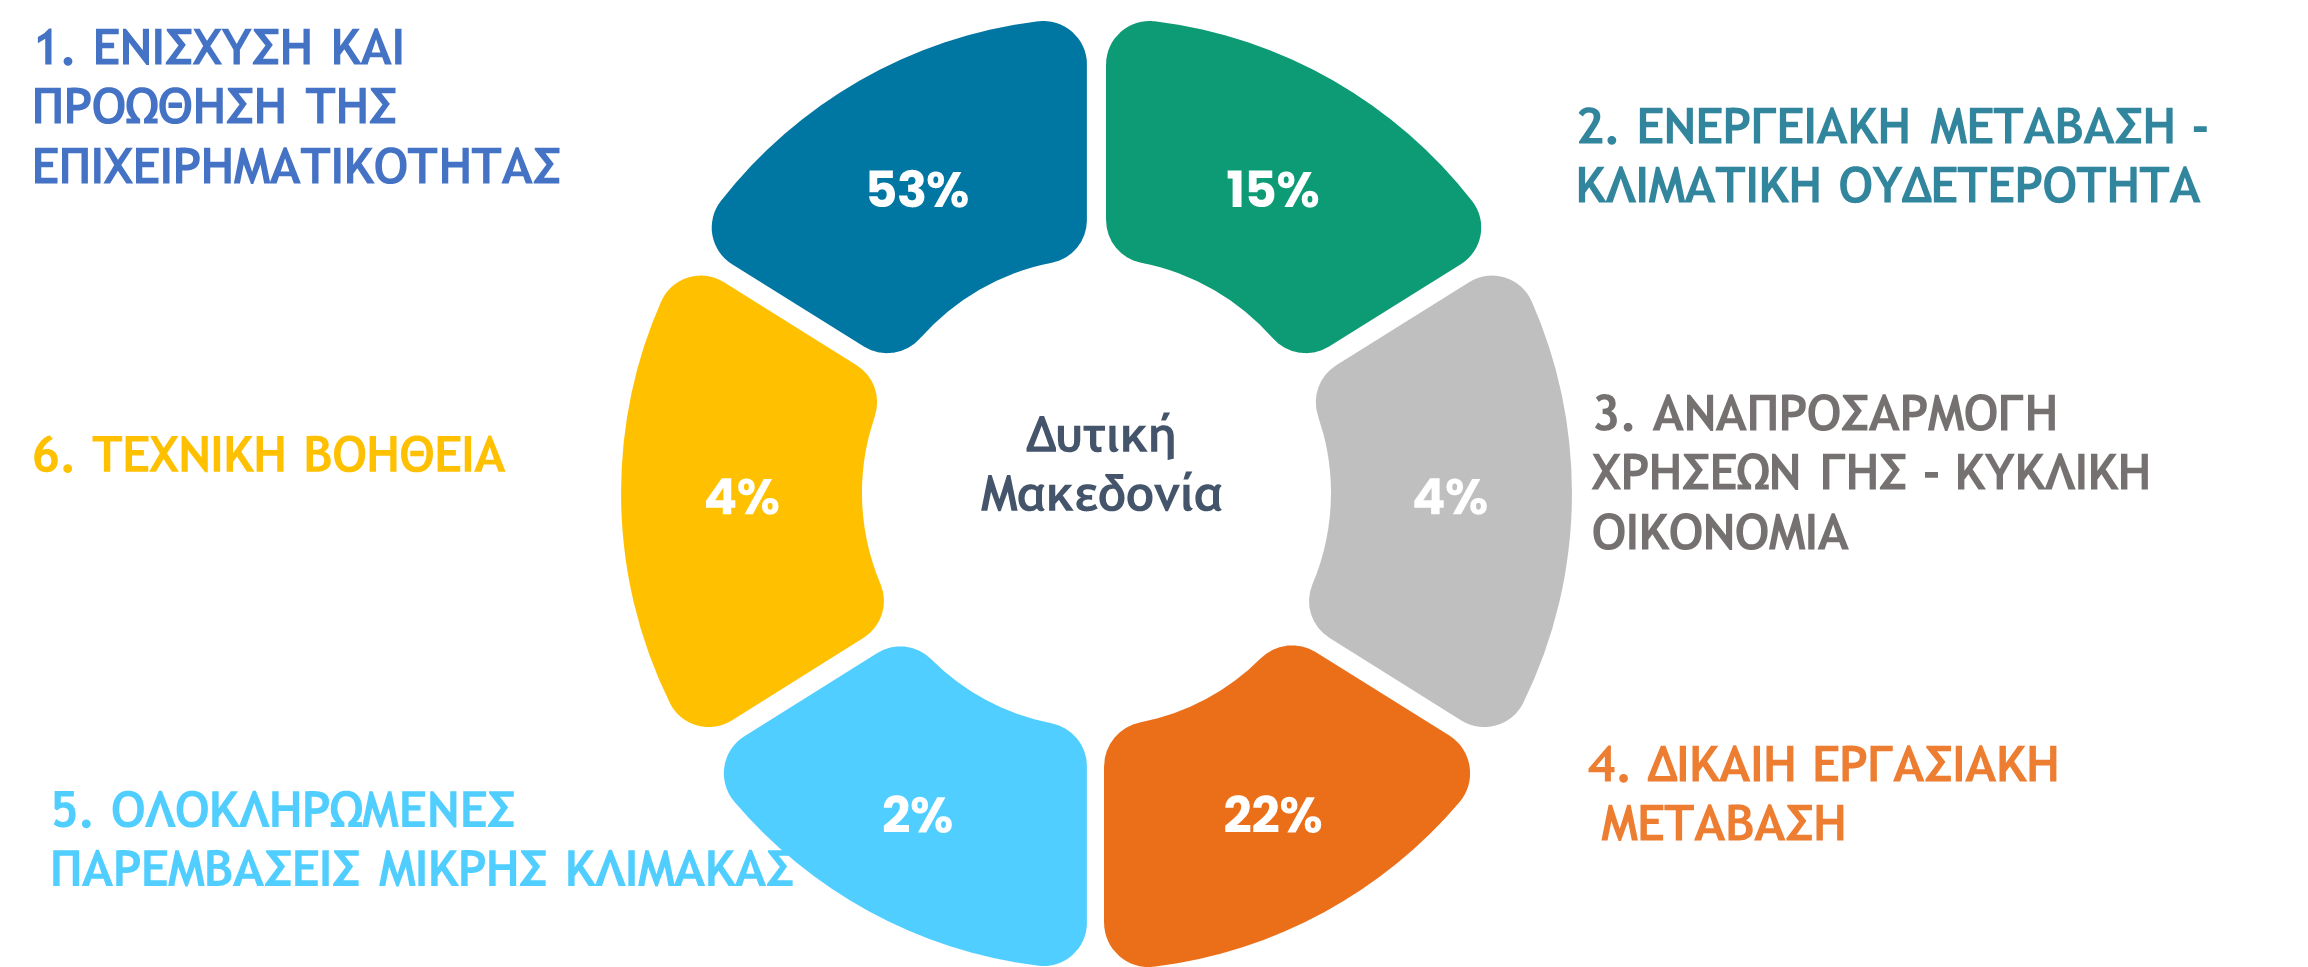 1. ΕΝΙΣΧΥΣΗ ΚΑΙ
ΠΡΟΩΘΗΣΗ ΤΗΣ
ΕΠΙΧΕΙΡΗΜΑΤΙΚΟΤΗΤΑΣ
53%
15%
2. ΕΝΕΡΓΕΙΑΚΗ ΜΕΤΑΒΑΣΗ -
ΚΛΙΜΑΤΙΚΗ ΟΥΔΕΤΕΡΟΤΗΤΑ
4%
3. ΑΝΑΠΡΟΣΑΡΜΟΓΗ
ΧΡΗΣΕΩΝ ΓΗΣ - ΚΥΚΛΙΚΗ
ΟΙΚΟΝΟΜΙΑ
22%
4. ΔΙΚΑΙΗ ΕΡΓΑΣΙΑΚΗ
ΜΕΤΑΒΑΣΗ
2%
5. ΟΛΟΚΛΗΡΩΜΕΝΕΣ
ΠΑΡΕΜΒΑΣΕΙΣ ΜΙΚΡΗΣ ΚΛΙΜΑΚΑΣ
4%
6. ΤΕΧΝΙΚΗ ΒΟΗΘΕΙΑ
Δυτική
Μακεδονία